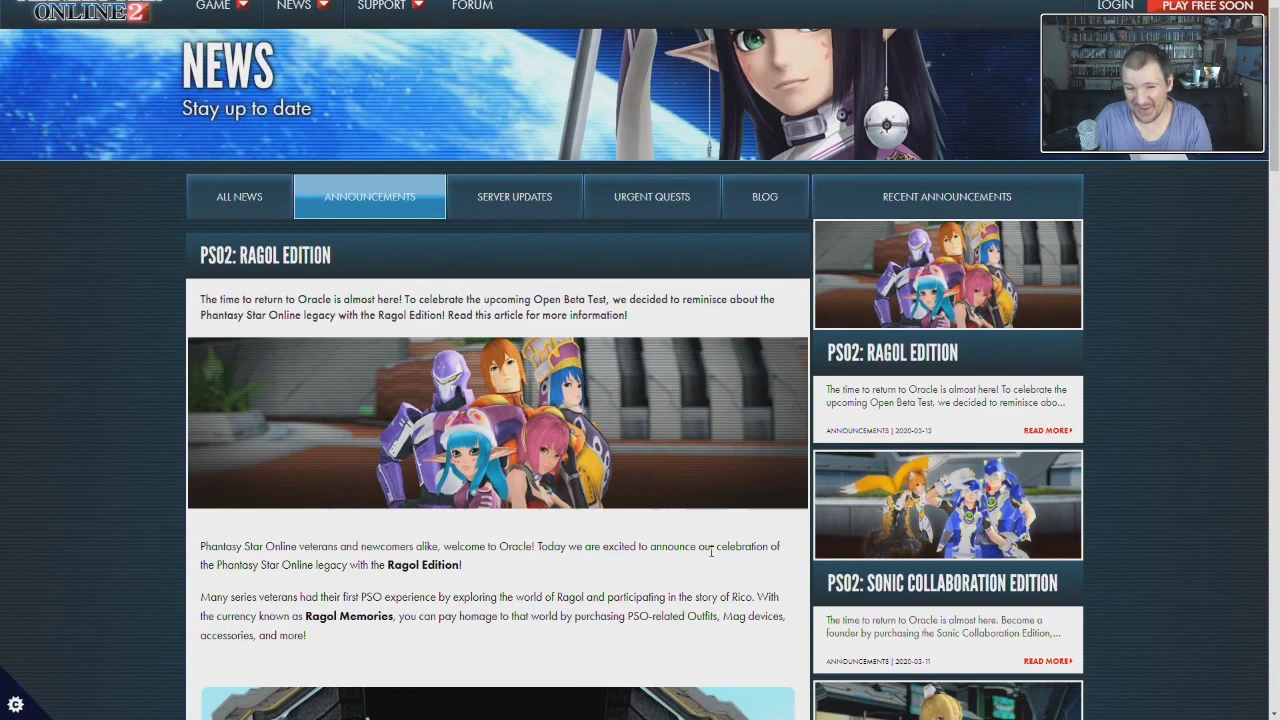 ONLINE 2
GAME
NEWS
SUPPORT
FORUM
LOGIN
PLAY FREE SOON
NEWS
Stay up to date
ALL NEWS
ANNOUNCEMENTS
SERVER UPDATES
URGENT QUESTS
BLOG
RECENT ANNOUNCEMENTS
PSO2: RAGOL EDITION
The time to return to Oracle is almost here! To celebrate the upcoming Open Beta Test, we decided to reminisce about the
Phantasy Star Online legacy with the Ragol Edition! Read this article for more information!
Phantasy Star Online veterans and newcomers alike, welcome to Oracle! Today we are excited to announce our celebration of
the Phantasy Star Online legacy with the Ragol Edition!
Many series veterans had their first PSO experience by exploring the world of Ragol and participating in the story of Rico. With
the currency known as Ragol Memories, you can pay homage to that world by purchasing PSO-related Outfits, Mag devices,
accessories, and more!
PSO2: RAGOL EDITION
The time to return to Oracle is almost here! To celebrate the
upcoming Open Beta Test, we decided to reminisce abo...
ANNOUNCEMENTS | 2020-03-13
READ MORE
PSO2: SONIC COLLABORATION EDITION
The time to return to Oracle is almost here. Become a
founder by purchasing the Sonic Collaboration Edition,...
ANNOUNCEMENTS | 2020-03-11
READ MORE